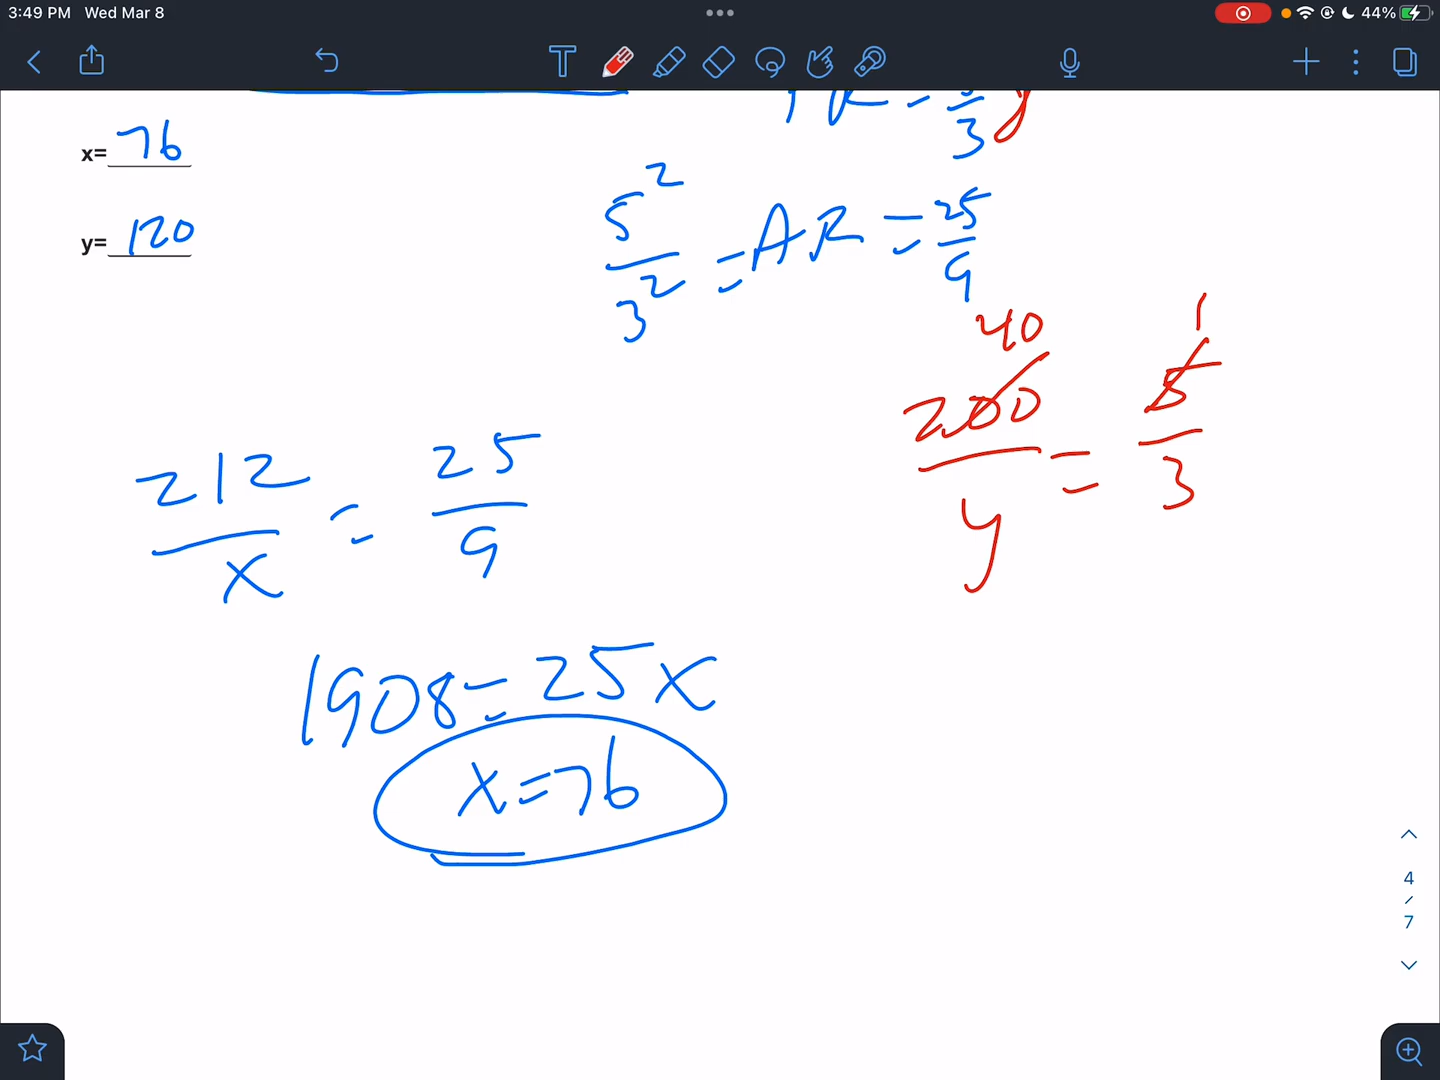 3:49 PM Wed Mar 8
44%
T
x= 76
y= 120
3
5²/3² = AR = 25/9
40 1
200/y = 5/3
212/x = 25/9
1908 = 25x
x=76
4
/
7